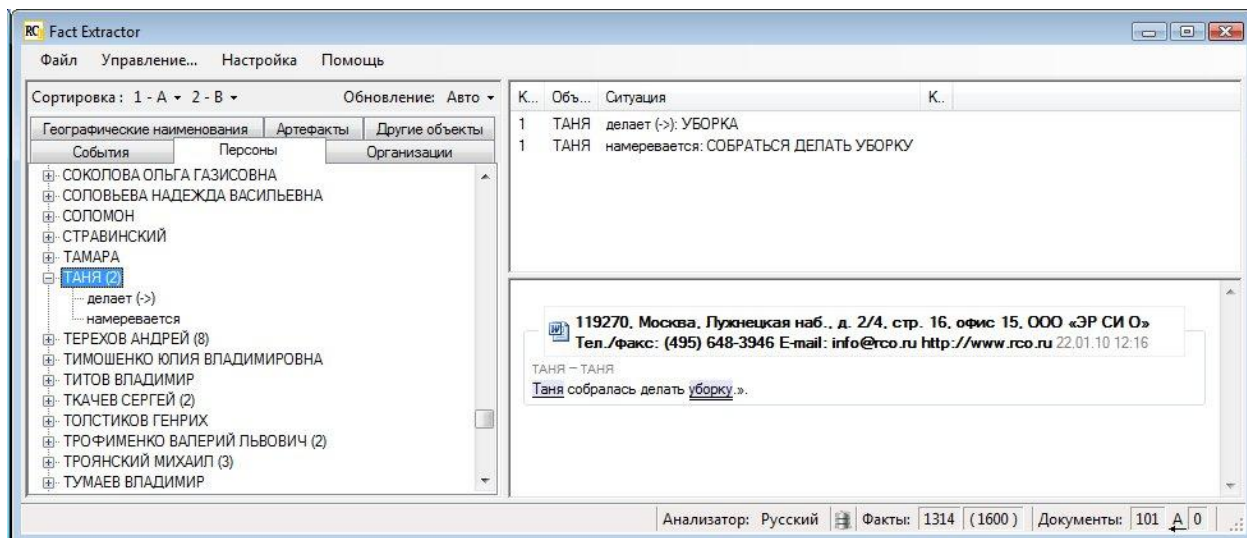 RC Fact Extractor
Файл Управление... Настройка Помощь
Сортировка: 1 - А 2 - В Обновление: Авто
Географические наименования Артефакты Другие объекты
События Персоны Организации
СОКОЛОВА ОЛЬГА ГАЗИСОВНА
СОЛОВЬЕВА НАДЕЖДА ВАСИЛЬЕВНА
СОЛОМОН
СТРАВИНСКИЙ
ТАМАРА
ТАНЯ (2)
делает (->)
намеревается
ТЕРЕХОВ АНДРЕЙ (8)
ТИМОШЕНКО ЮЛИЯ ВЛАДИМИРОВНА
ТИТОВ ВЛАДИМИР
ТКАЧЕВ СЕРГЕЙ (2)
ТОЛСТИКОВ ГЕНРИХ
ТРОФИМЕНКО ВАЛЕРИЙ ЛЬВОВИЧ (2)
ТРОЯНСКИЙ МИХАИЛ (3)
ТУМАЕВ ВЛАДИМИР
К... Объ... Ситуация К..
1 ТАНЯ делает (->): УБОРКА
1 ТАНЯ намеревается: СОБРАТЬСЯ ДЕЛАТЬ УБОРКУ
119270, Москва, Лужнецкая наб., д. 2/4, стр. 16, офис 15, ООО «ЭР СИ О»
Тел./факс: (495) 648-3946 E-mail: info@rco.ru http://www.rco.ru 22.01.10 12:16
ТАНЯ – ТАНЯ
Таня собралась делать уборку.».
Анализатор: Русский Факты: 1314 (1600) Документы: 101 А 0